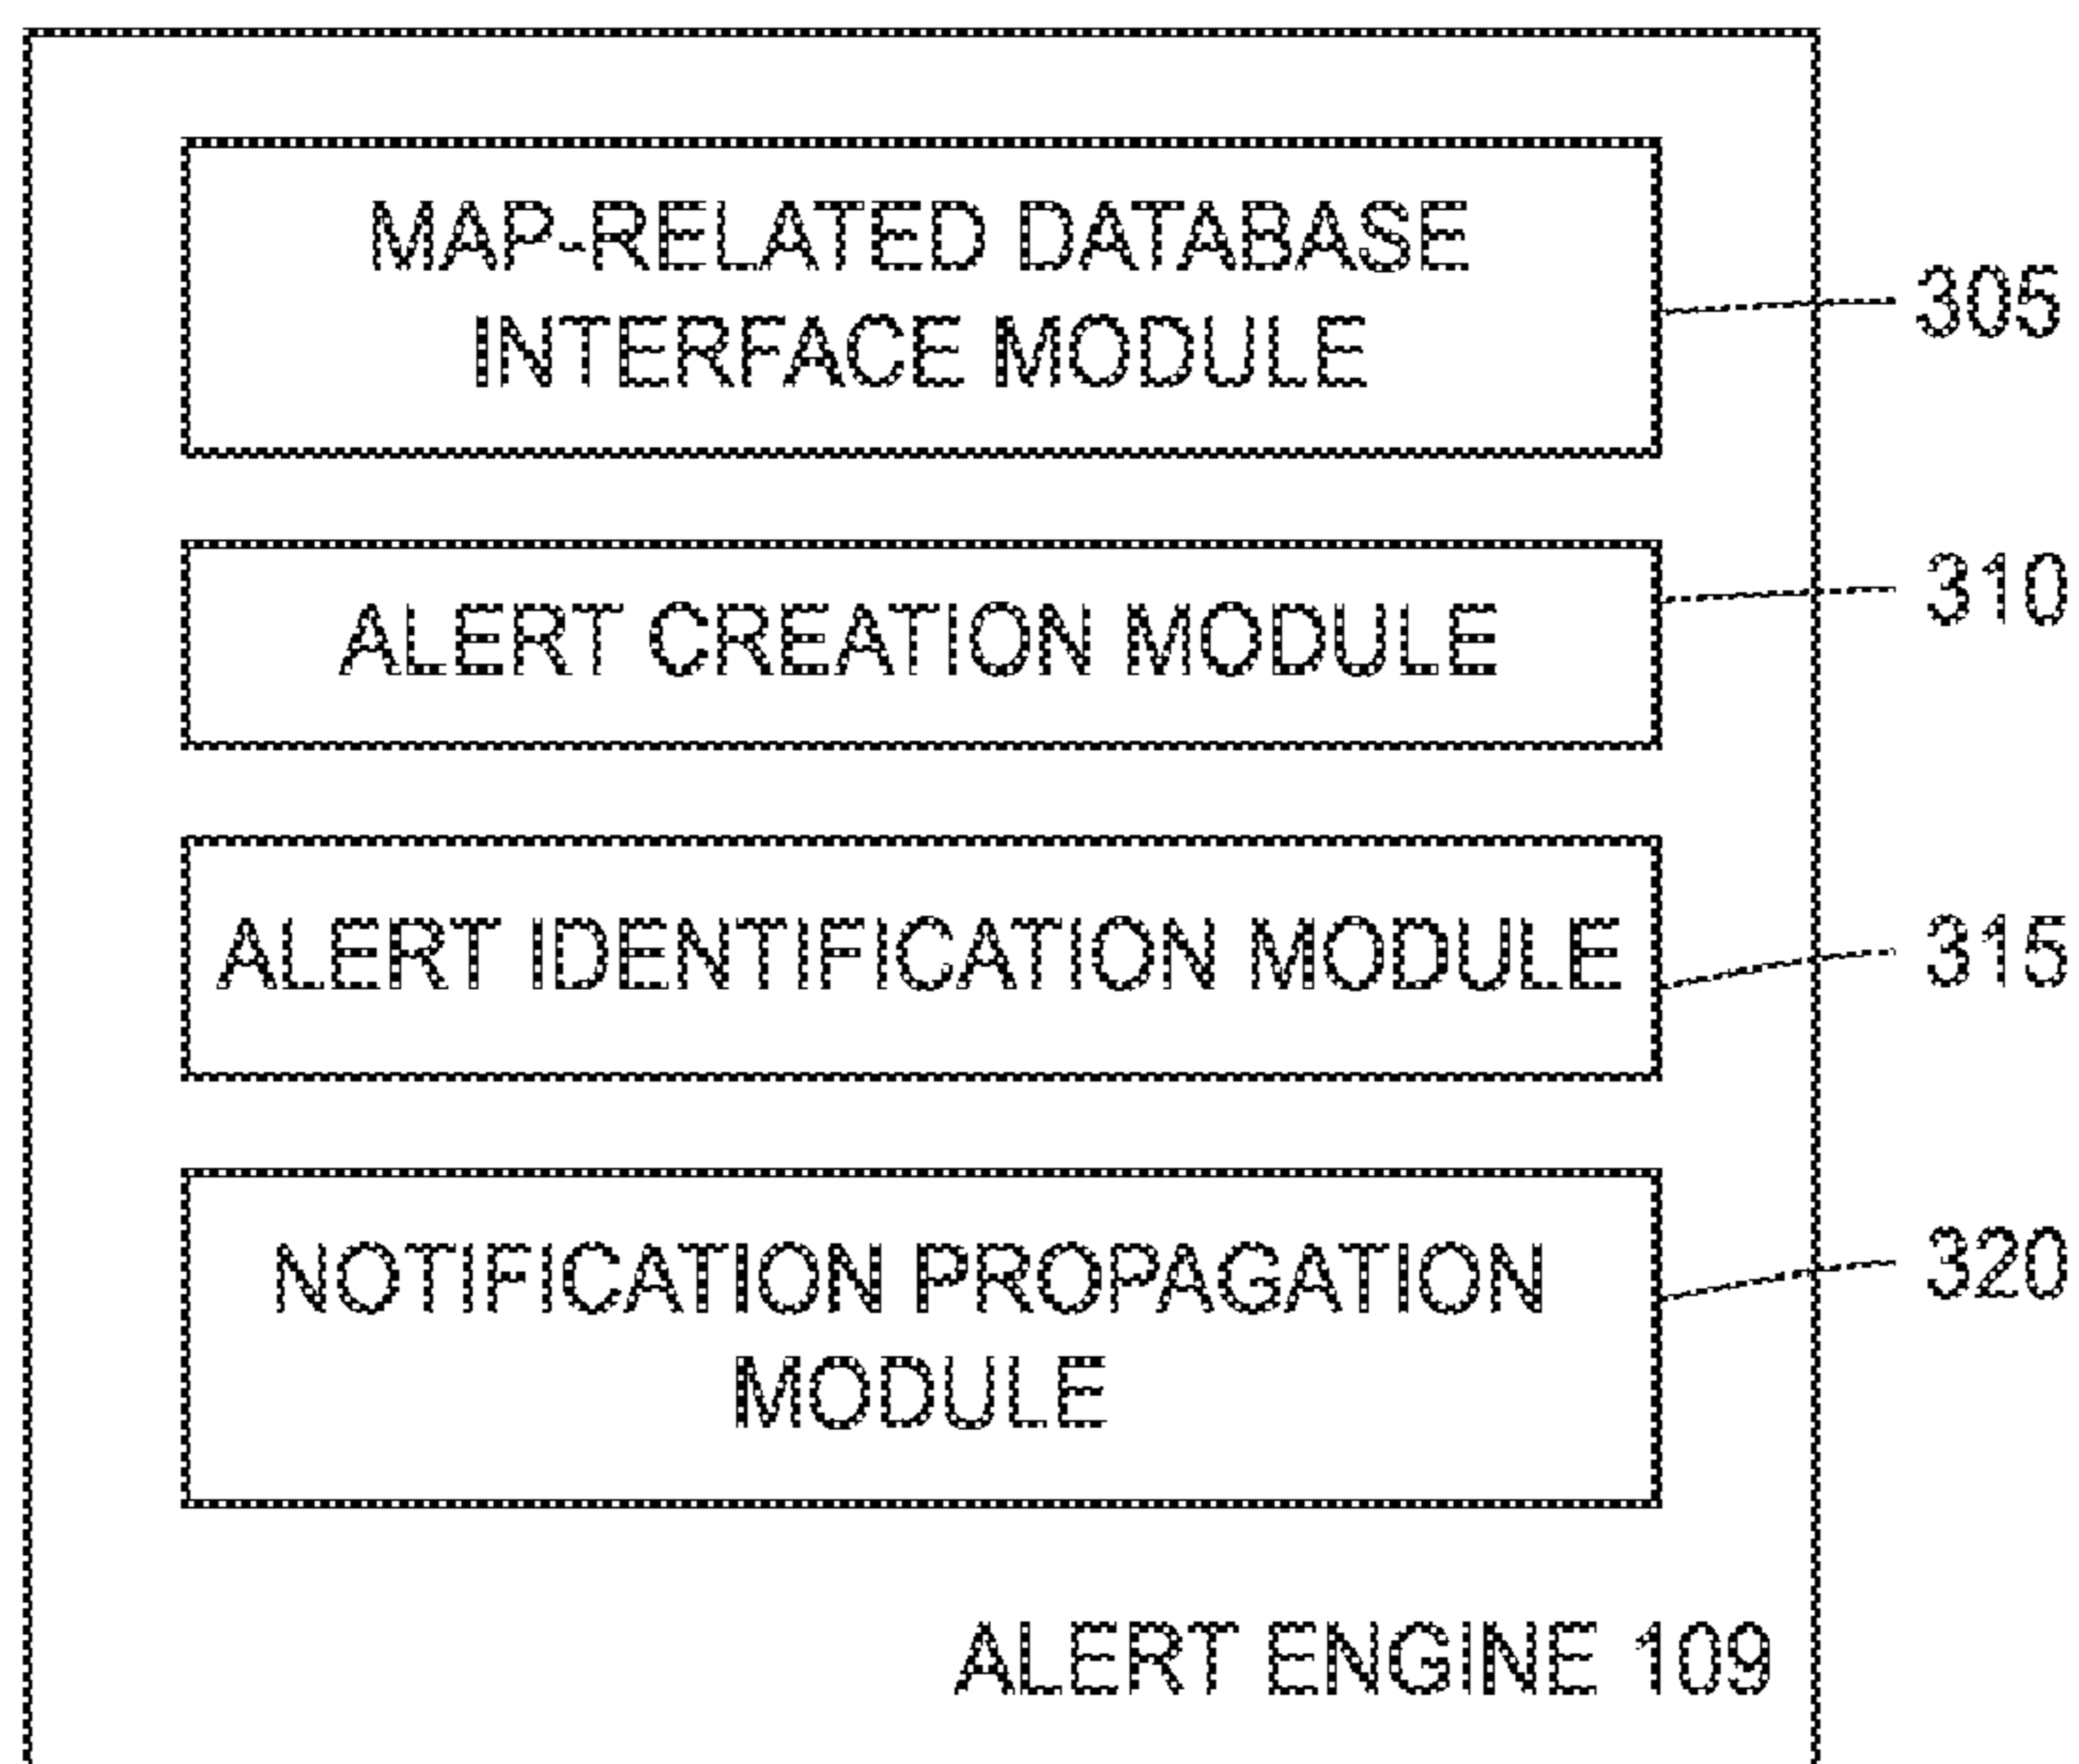 MAP-RELATED DATABASE
INTERFACE MODULE
305
ALERT CREATION MODULE
310
ALERT IDENTIFICATION MODULE
315
NOTIFICATION PROPAGATION
MODULE
320
ALERT ENGINE 109